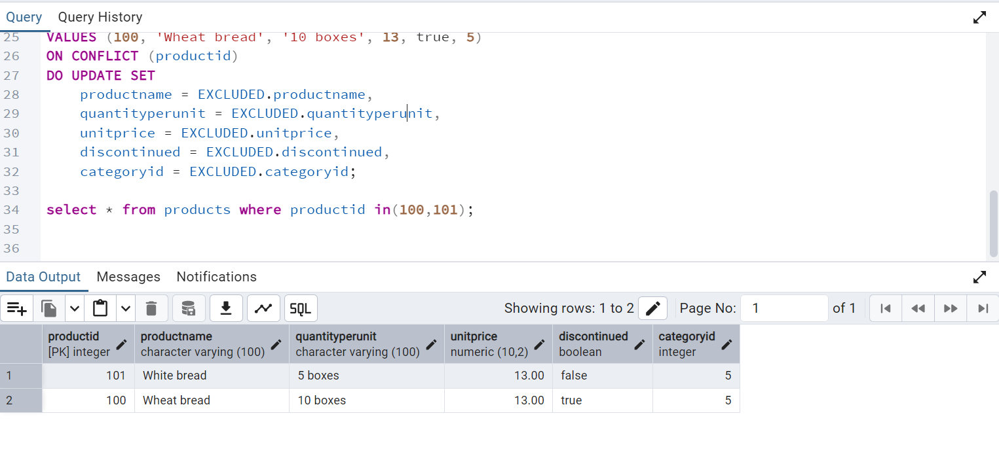 Query Query History
25 VALUES (100, 'Wheat bread', '10 boxes', 13, true, 5)
26 ON CONFLICT (productid)
27 DO UPDATE SET
28 productname = EXCLUDED.productname,
29 quantityperunit = EXCLUDED.quantityperunit,
30 unitprice = EXCLUDED.unitprice,
31 discontinued = EXCLUDED.discontinued,
32 categoryid = EXCLUDED.categoryid;
33
34 select * from products where productid in(100,101);
35
36
Data Output Messages Notifications
SQL Showing rows: 1 to 2 Page No: 1 of 1
productid productname quantityperunit unitprice discontinued categoryid
[PK] integer character varying (100) character varying (100) numeric (10,2) boolean integer
1 101 White bread 5 boxes 13.00 false 5
2 100 Wheat bread 10 boxes 13.00 true 5